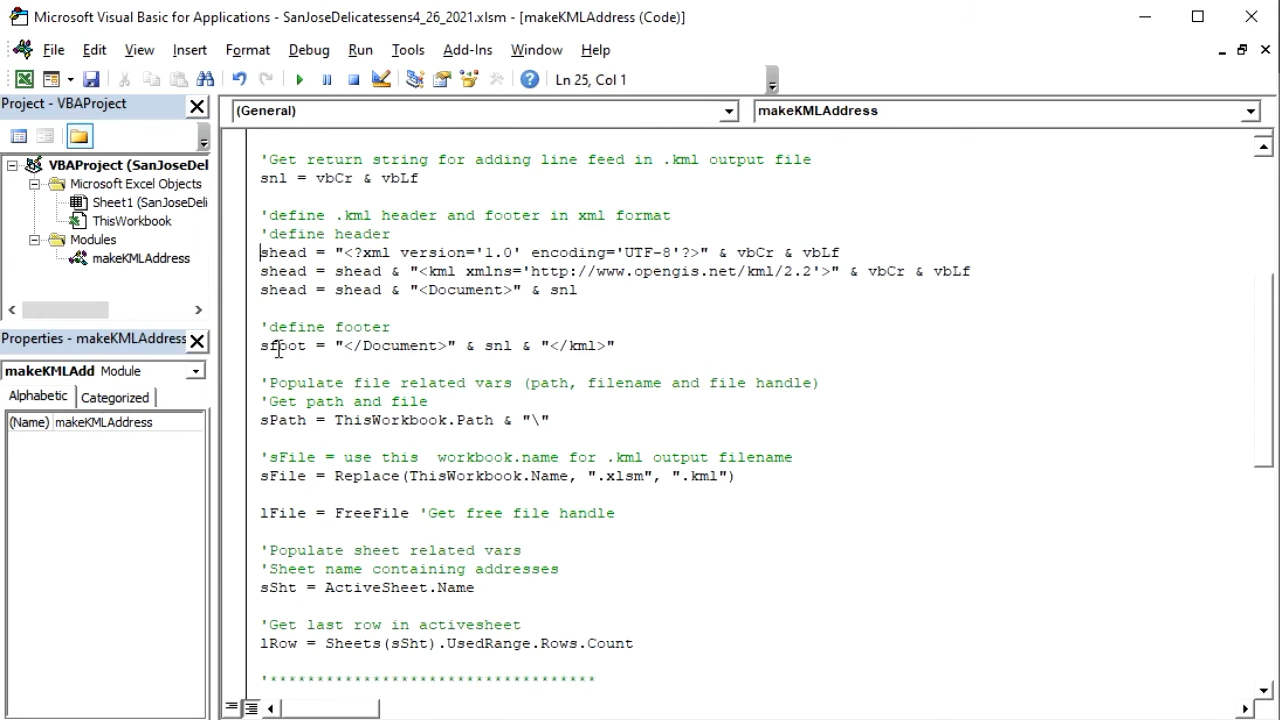 Microsoft Visual Basic for Applications - SanJoseDelicatessens4_26_2021.xlsm - [makeKMLAddress (Code)]
File Edit View Insert Format Debug Run Tools Add-Ins Window Help
Ln 25, Col 1
Project - VBAProject
VBAProject (SanJoseDel
Microsoft Excel Objects
Sheet1 (SanJoseDeli
ThisWorkbook
Modules
makeKMLAddress
Properties - makeKMLAddress
makeKMLAdd Module
Alphabetic Categorized
(Name) makeKMLAddress
(General) makeKMLAddress
'Get return string for adding line feed in .kml output file
snl = vbCr & vbLf
'define .kml header and footer in xml format
'define header
shead = "<?xml version='1.0' encoding='UTF-8'?>" & vbCr & vbLf
shead = shead & "<kml xmlns='http://www.opengis.net/kml/2.2'>" & vbCr & vbLf
shead = shead & "<Document>" & snl
'define footer
sfoot = "</Document>" & snl & "</kml>"
'Populate file related vars (path, filename and file handle)
'Get path and file
sPath = ThisWorkbook.Path & "\"
'sFile = use this  workbook.name for .kml output filename
sFile = Replace(ThisWorkbook.Name, ".xlsm", ".kml")
lFile = FreeFile 'Get free file handle
'Populate sheet related vars
'Sheet name containing addresses
sSht = ActiveSheet.Name
'Get last row in activesheet
lRow = Sheets(sSht).UsedRange.Rows.Count
'***********************************